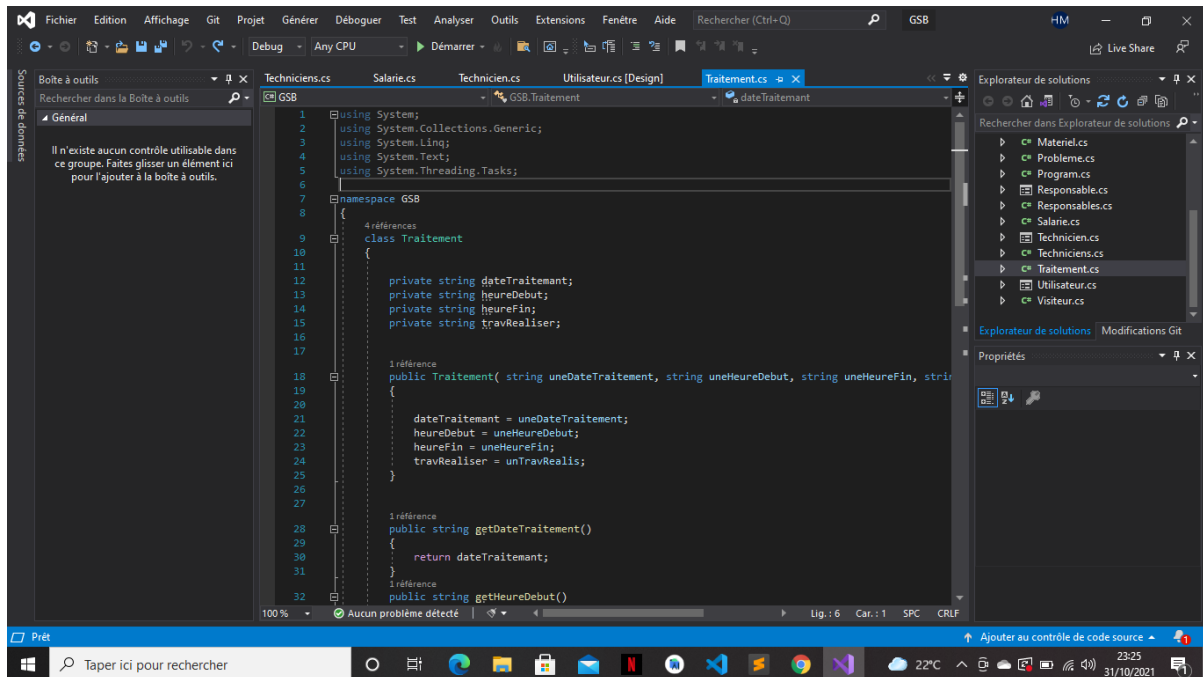 Fichier Edition Affichage Git Projet Générer Déboguer Test Analyser Outils Extensions Fenêtre Aide Rechercher (Ctrl+Q) GSB HM
Debug Any CPU Démarrer Live Share
Sources de données
Boîte à outils
Rechercher dans la Boîte à outils
Général
Il n'existe aucun contrôle utilisable dans
ce groupe. Faites glisser un élément ici
pour l'ajouter à la boîte à outils.
Techniciens.cs Salarie.cs Technicien.cs Utilisateur.cs [Design] Traitement.cs
GSB GSB.Traitement dateTraitemant
1 using System;
2 using System.Collections.Generic;
3 using System.Linq;
4 using System.Text;
5 using System.Threading.Tasks;
6
7 namespace GSB
8 {
4 références
9 class Traitement
10 {
11
12 private string dateTraitemant;
13 private string heureDebut;
14 private string heureFin;
15 private string travRealiser;
16
17
1 référence
18 public Traitement( string uneDateTraitement, string uneHeureDebut, string uneHeureFin, strin
19 {
20
21 dateTraitemant = uneDateTraitement;
22 heureDebut = uneHeureDebut;
23 heureFin = uneHeureFin;
24 travRealiser = unTravRealis;
25 }
26
27
1 référence
28 public string getDateTraitement()
29 {
30 return dateTraitemant;
31 }
1 référence
32 public string getHeureDebut()
100 % Aucun problème détecté Lig. : 6 Car. : 1 SPC CRLF
Explorateur de solutions
Rechercher dans Explorateur de solutions
C# Materiel.cs
C# Probleme.cs
C# Program.cs
Responsable.cs
C# Responsables.cs
C# Salarie.cs
Technicien.cs
C# Techniciens.cs
C# Traitement.cs
Utilisateur.cs
C# Visiteur.cs
Explorateur de solutions Modifications Git
Propriétés
Prêt Ajouter au contrôle de code source 1
Taper ici pour rechercher 22°C 23:25
31/10/2021